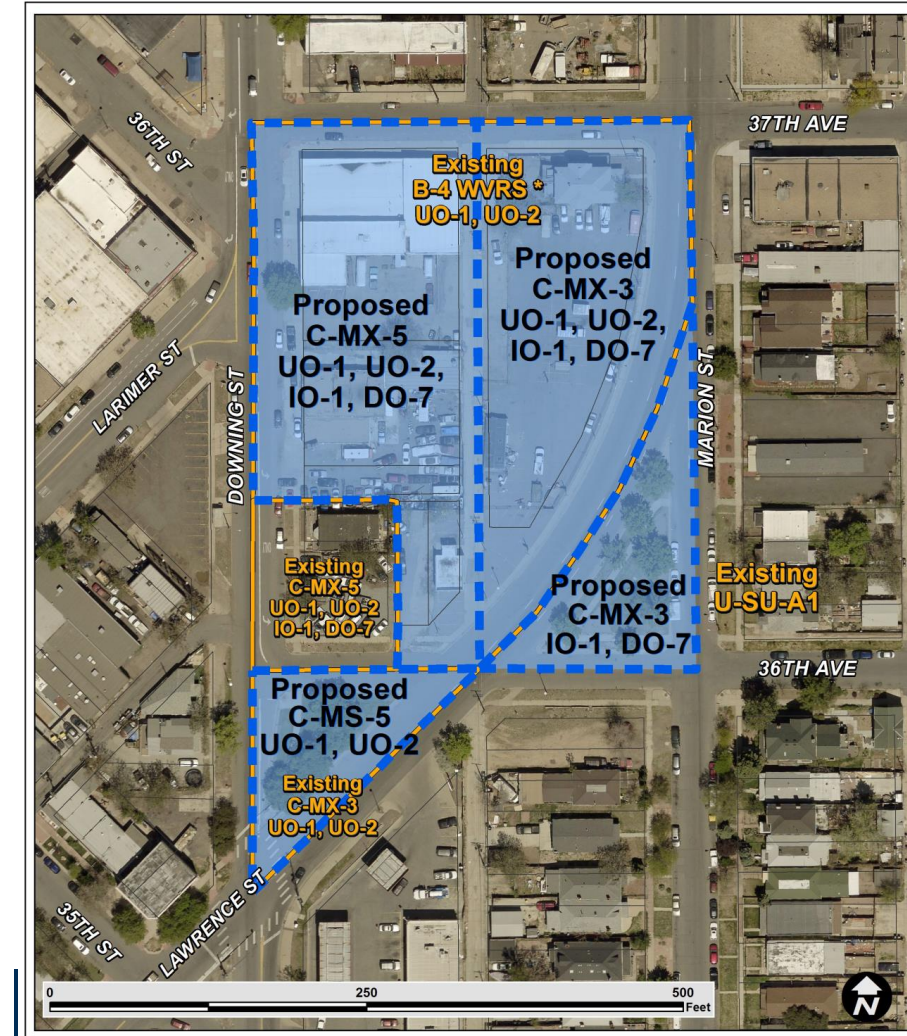 36TH ST
37TH AVE
Existing
B-4 WVRS *
UO-1, UO-2
Proposed
C-MX-5
UO-1, UO-2,
IO-1, DO-7
Proposed
C-MX-3
UO-1, UO-2,
IO-1, DO-7
LARIMER ST
DOWNING ST
MARION ST
Existing
C-MX-5
UO-1, UO-2
IO-1, DO-7
Proposed
C-MX-3
IO-1, DO-7
Existing
U-SU-A1
36TH AVE
Proposed
C-MS-5
UO-1, UO-2
Existing
C-MX-3
UO-1, UO-2
35TH ST
LAWRENCE ST
0 250 500
Feet
N